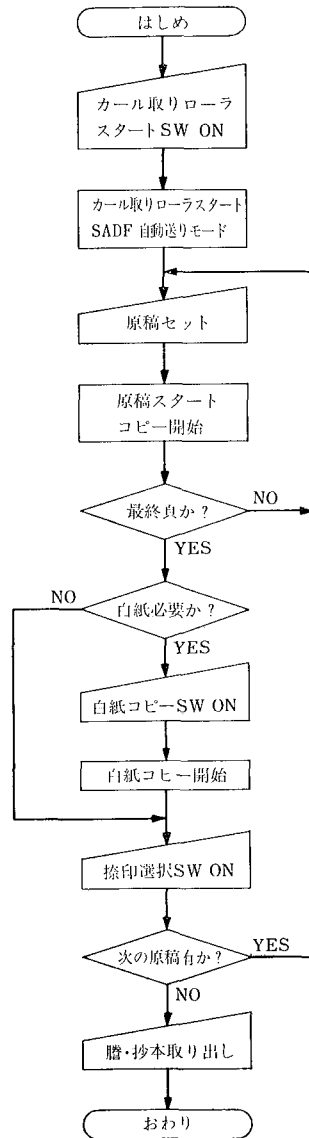 はじめ
カール取りローラ
スタートSW ON
カール取りローラスタート
SADF 自動送りモード
原稿セット
原稿スタート
コピー開始
最終頁か?
NO
YES
白紙必要か?
NO
YES
白紙コピーSW ON
白紙コピー開始
捺印選択SW ON
次の原稿有か?
YES
NO
謄・抄本取り出し
おわり